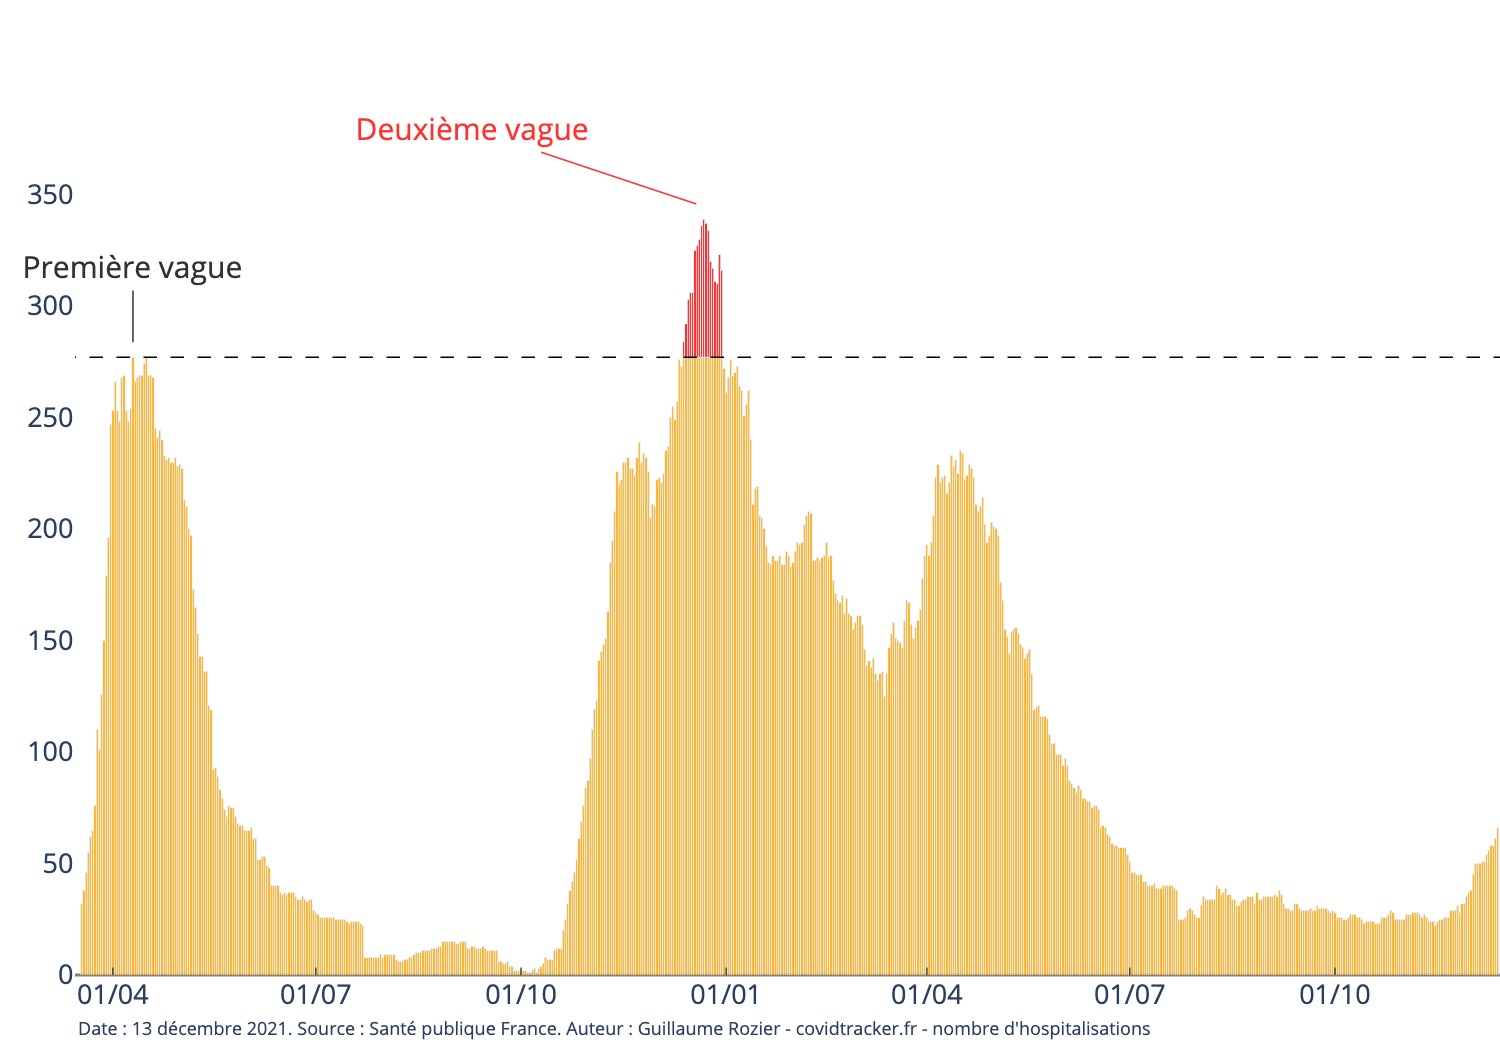 Deuxième vague
350
Première vague
300
250
200
150
100
50
0
01/04 01/07 01/10 01/01 01/04 01/07 01/10
Date : 13 décembre 2021. Source : Santé publique France. Auteur : Guillaume Rozier - covidtracker.fr - nombre d'hospitalisations